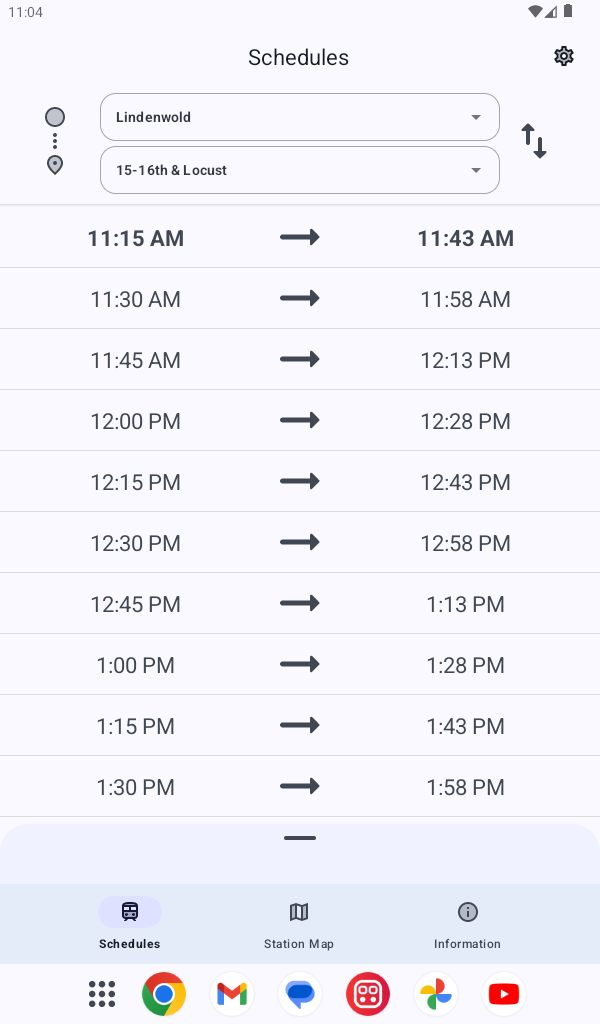 11:04
Schedules
Lindenwold
15-16th & Locust
11:15 AM 11:43 AM
11:30 AM 11:58 AM
11:45 AM 12:13 PM
12:00 PM 12:28 PM
12:15 PM 12:43 PM
12:30 PM 12:58 PM
12:45 PM 1:13 PM
1:00 PM 1:28 PM
1:15 PM 1:43 PM
1:30 PM 1:58 PM
Schedules Station Map Information